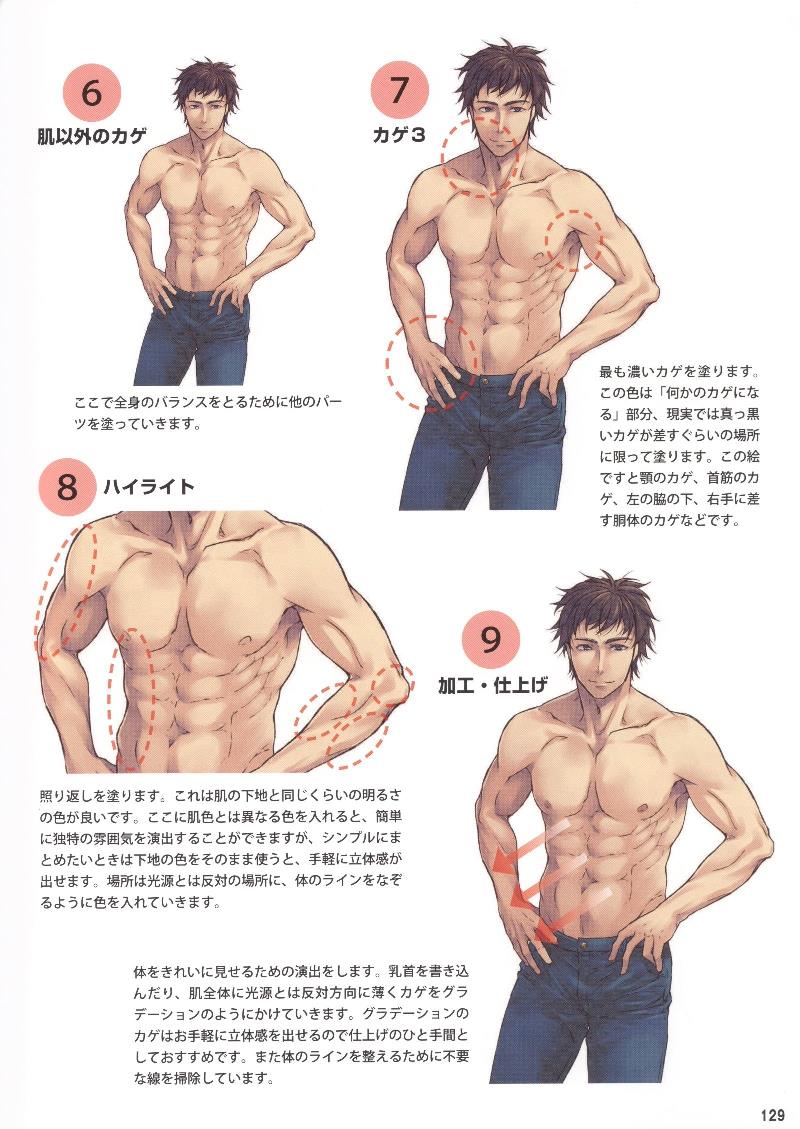 6
肌以外のカゲ
ここで全身のバランスをとるために他のパー
ツを塗っていきます。
7
カゲ3
最も濃いカゲを塗ります。
この色は「何かのカゲにな
る」部分、現実では真っ黒
いカゲが差すぐらいの場所
に限って塗ります。この絵
ですと顎のカゲ、首筋のカ
ゲ、左の脇の下、右手に差
す胴体のカゲなどです。
8
ハイライト
照り返しを塗ります。これは肌の下地と同じくらいの明るさ
の色が良いです。ここに肌色とは異なる色を入れると、簡単
に独特の雰囲気を演出することができますが、シンプルにま
とめたいときは下地の色をそのまま使うと、手軽に立体感が
出せます。場所は光源とは反対の場所に、体のラインをなぞ
るように色を入れていきます。
9
加工・仕上げ
体をきれいに見せるための演出をします。乳首を書き込
んだり、肌全体に光源とは反対方向に薄くカゲをグラ
デーションのようにかけていきます。グラデーションの
カゲはお手軽に立体感を出せるので仕上げのひと手間と
しておすすめです。また体のラインを整えるために不要
な線を掃除しています。
129